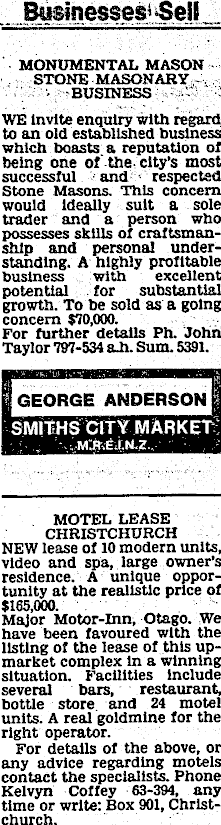 Businesses Sell
MONUMENTAL MASON
STONE MASONARY
BUSINESS
WE invite enquiry with regard
to an old established business
which boasts a reputation of
being one of the city's most
successful and respected
Stone Masons. This concern
would ideally suit a sole
trader and a person who
possesses skills of craftsman-
ship and personal under-
standing. A highly profitable
business with excellent
potential for substantial
growth. To be sold as a going
concern $70,000.
For further details Ph. John
Taylor 797-534 a.h. Sum. 5391.
GEORGE ANDERSON
SMITHS CITY MARKET
M.R.E.I.N.Z.
MOTEL LEASE
CHRISTCHURCH
NEW lease of 10 modern units,
video and spa, large owner's
residence. A unique oppor-
tunity at the realistic price of
$165,000.
Major Motor-Inn, Otago. We
have been favoured with the
listing of the lease of this up-
market complex in a winning
situation. Facilities include
several bars, restaurant,
bottle store and 24 motel
units. A real goldmine for the
right operator.
For details of the above, or
any advice regarding motels
contact the specialists. Phone
Kelvyn Coffey 63-394, any
time or write: Box 901, Christ-
church.